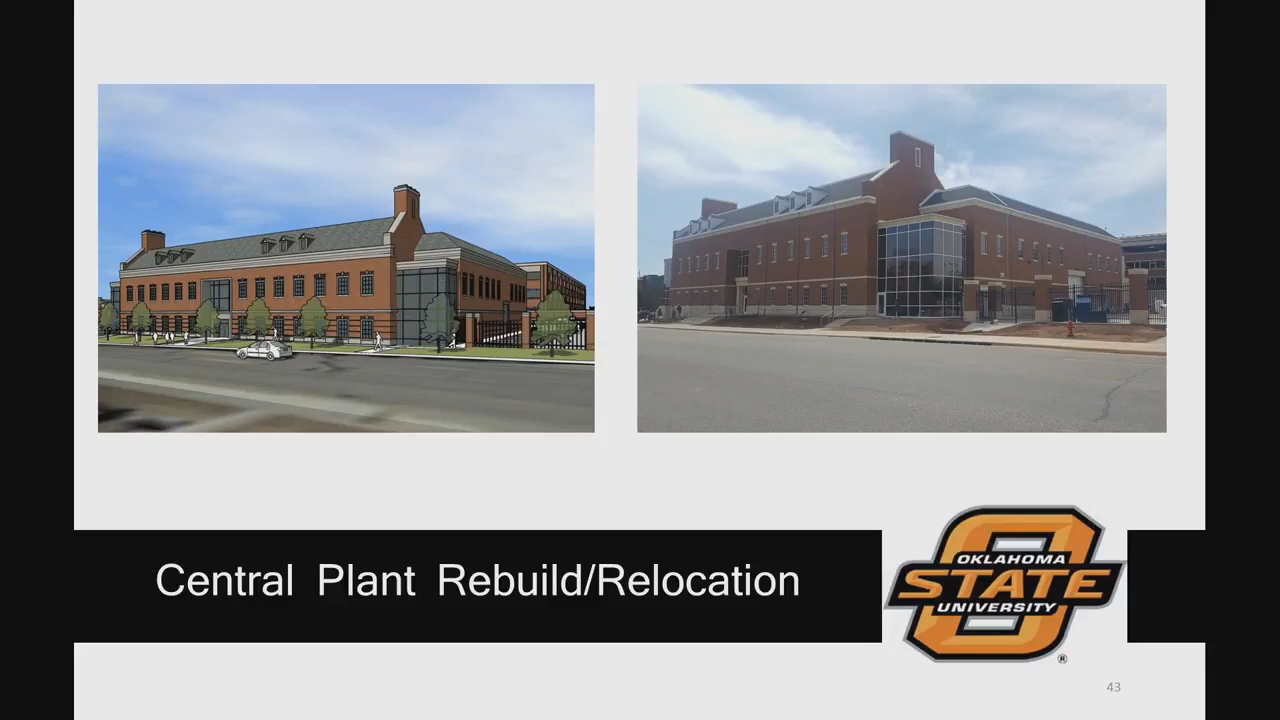 Central Plant Rebuild/Relocation
OKLAHOMA
STATE
UNIVERSITY
®
43